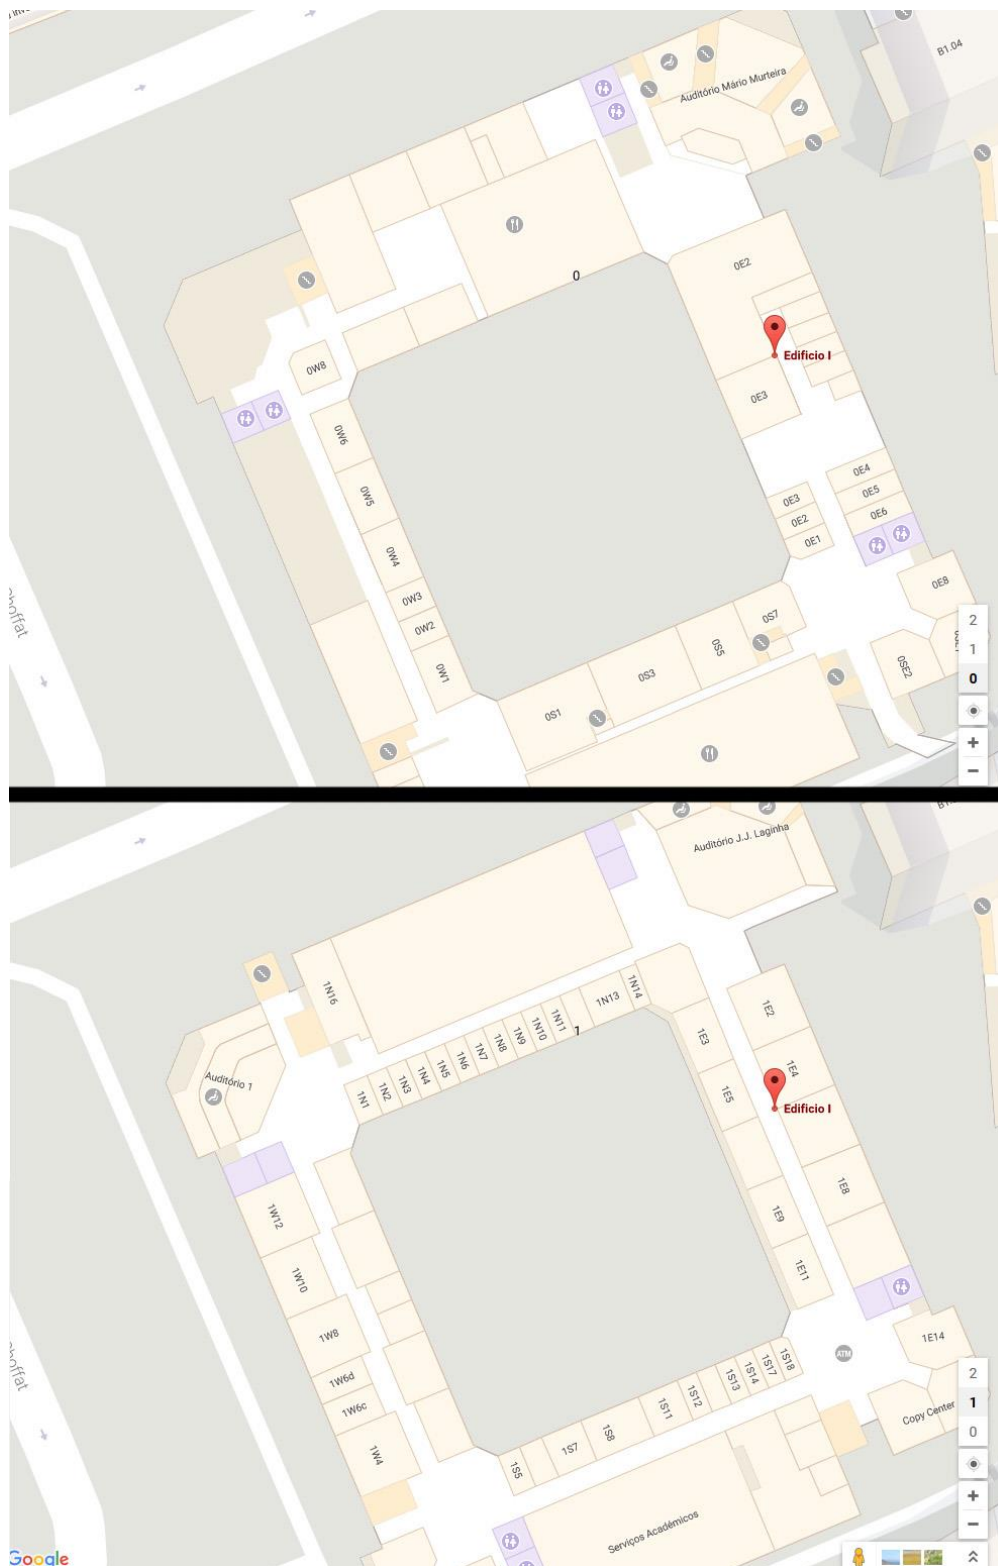 B1.04
Auditório Mário Murteira
0E2
0
Edificio I
0W8
0E3
0W6
0E4
0W5
0E5
0E3
0E6
0E2
0E1
0W4
0E8
0W3
0S7
0W2
0S5
0SE2
0W1
0S3
0S1
2
1
0
+
−
Auditório J.J. Laginha
1N16
1N14
1N13
1E2
1N11
1N10
1N9
1N8
1N7
1N6
1N5
1N4
1N3
1N2
1N1
1
1E3
1E4
Auditório 1
1E5
Edificio I
1E8
1W12
1E9
1W10
1E11
1W8
1E14
ATM
1W6d
1S18
1S17
1S14
1S13
1S12
1S11
1W6c
Copy Center
1W4
1S8
1S7
1S5
Serviços Académicos
2
1
0
+
−
Google